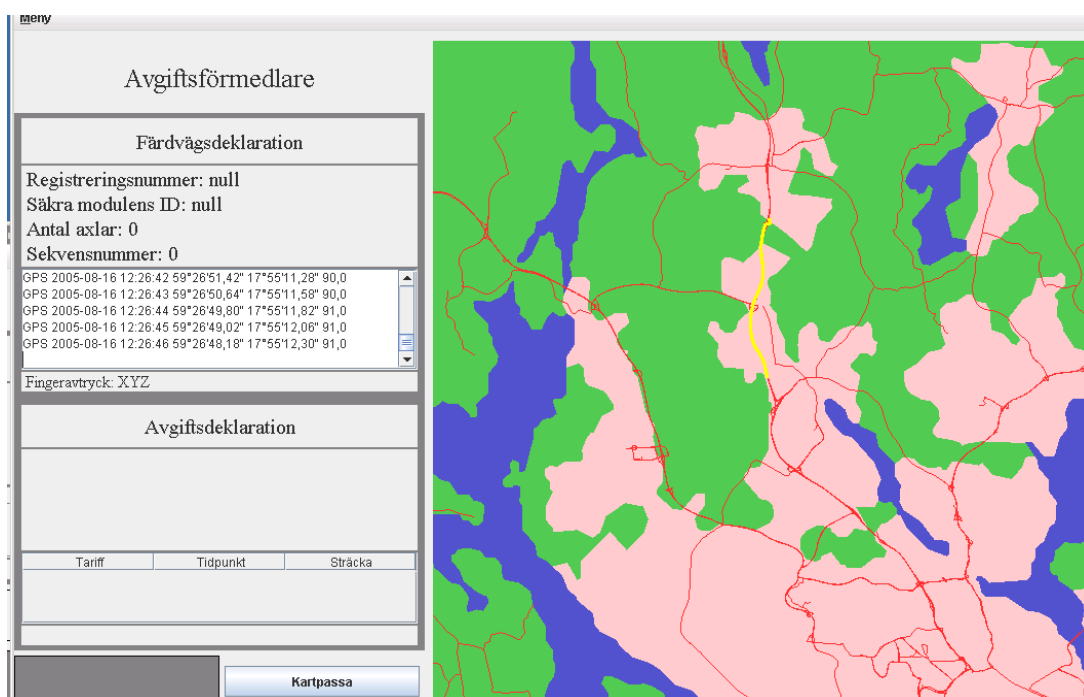 Meny
Avgiftsförmedlare
Färdvägsdeklaration
Registreringsnummer: null
Säkra modulens ID: null
Antal axlar: 0
Sekvensnummer: 0
GPS 2005-08-16 12:26:42 59°26'51,42" 17°55'11,28" 90,0
GPS 2005-08-16 12:26:43 59°26'50,64" 17°55'11,58" 90,0
GPS 2005-08-16 12:26:44 59°26'49,80" 17°55'11,82" 91,0
GPS 2005-08-16 12:26:45 59°26'49,02" 17°55'12,06" 91,0
GPS 2005-08-16 12:26:46 59°26'48,18" 17°55'12,30" 91,0
Fingeravtryck: XYZ
Avgiftsdeklaration
Tariff Tidpunkt Sträcka
Kartpassa